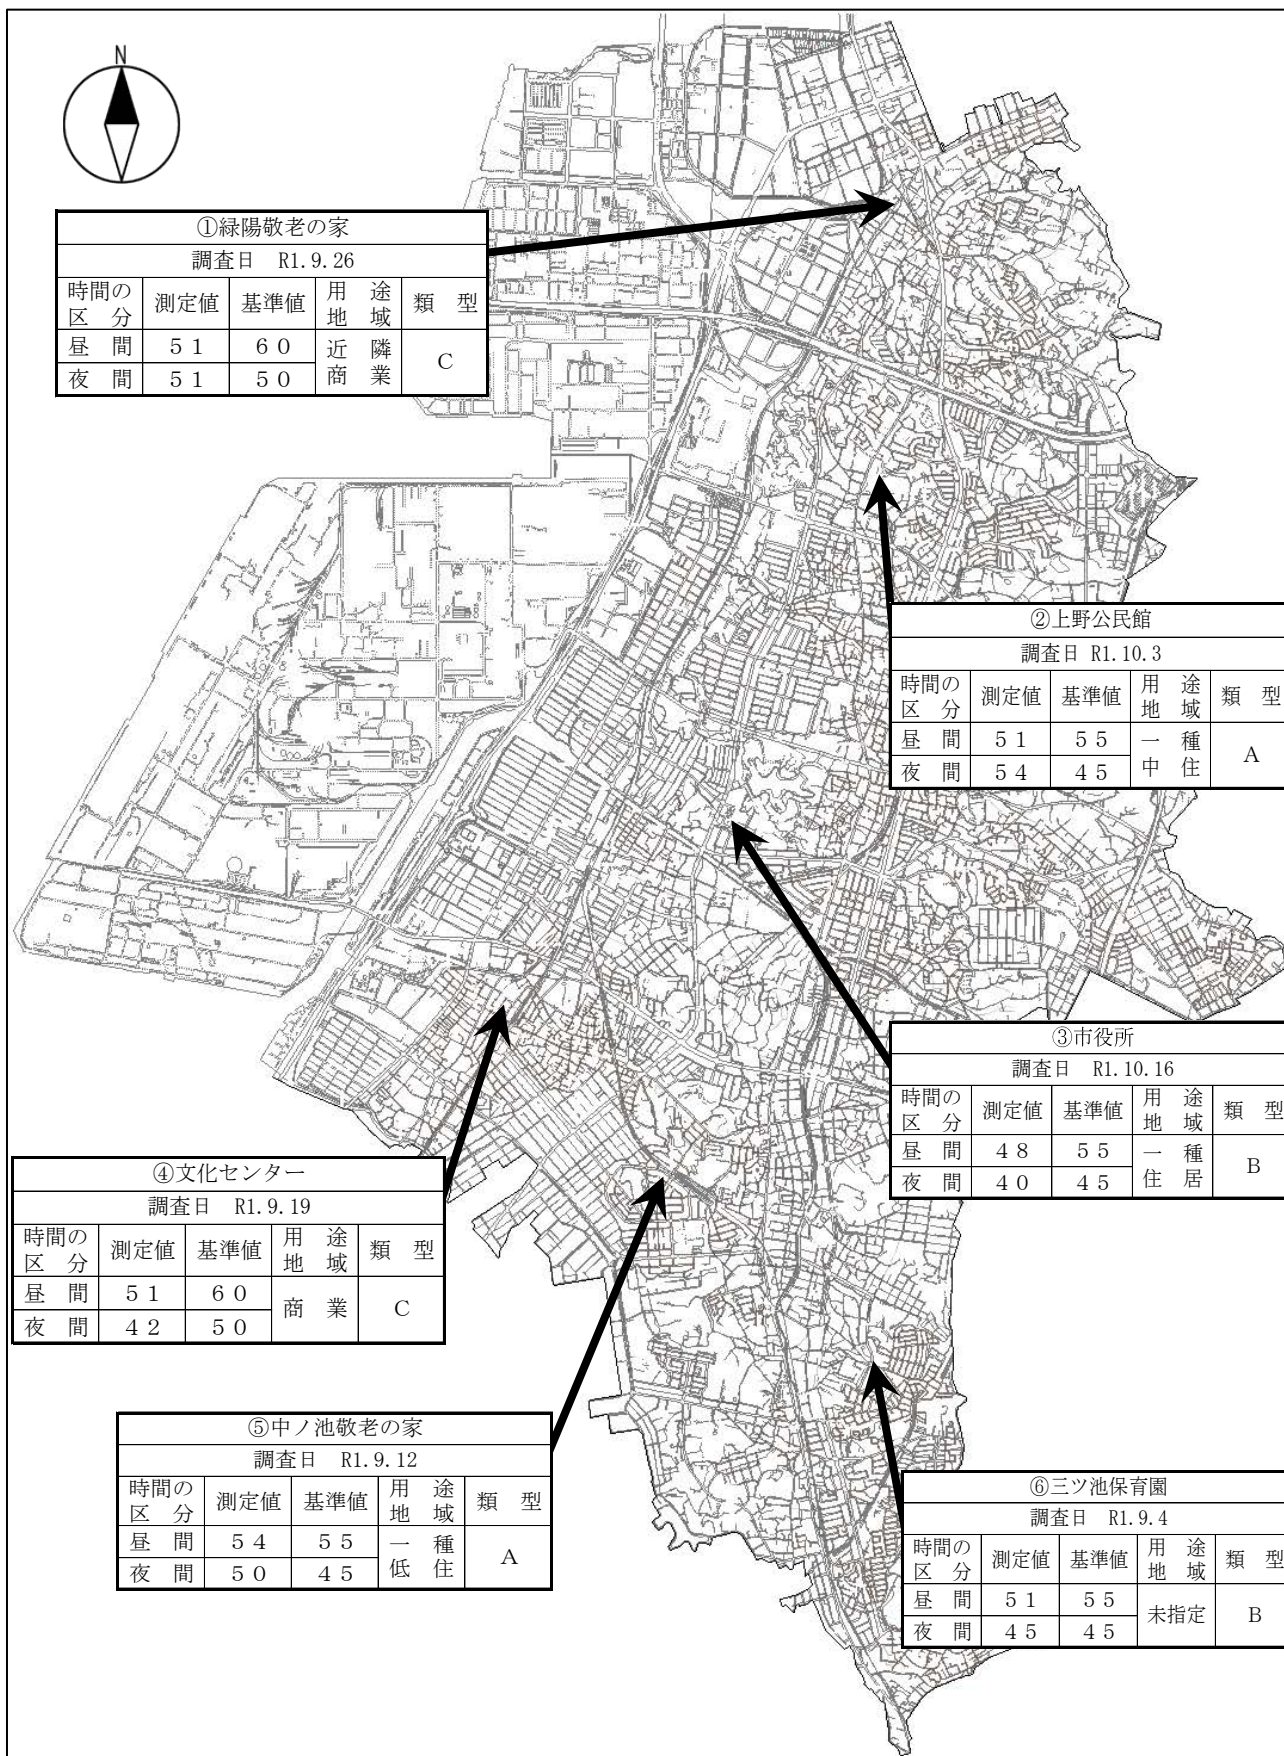 N
①緑陽敬老の家
調査日 R1.9.26
時間の区分 測定値 基準値 用途地域 類型
昼間 51 60 近隣商業 C
夜間 51 50
②上野公民館
調査日 R1.10.3
時間の区分 測定値 基準値 用途地域 類型
昼間 51 55 一種中住 A
夜間 54 45
③市役所
調査日 R1.10.16
時間の区分 測定値 基準値 用途地域 類型
昼間 48 55 一種住居 B
夜間 40 45
④文化センター
調査日 R1.9.19
時間の区分 測定値 基準値 用途地域 類型
昼間 51 60 商業 C
夜間 42 50
⑤中ノ池敬老の家
調査日 R1.9.12
時間の区分 測定値 基準値 用途地域 類型
昼間 54 55 一種低住 A
夜間 50 45
⑥三ツ池保育園
調査日 R1.9.4
時間の区分 測定値 基準値 用途地域 類型
昼間 51 55 未指定 B
夜間 45 45